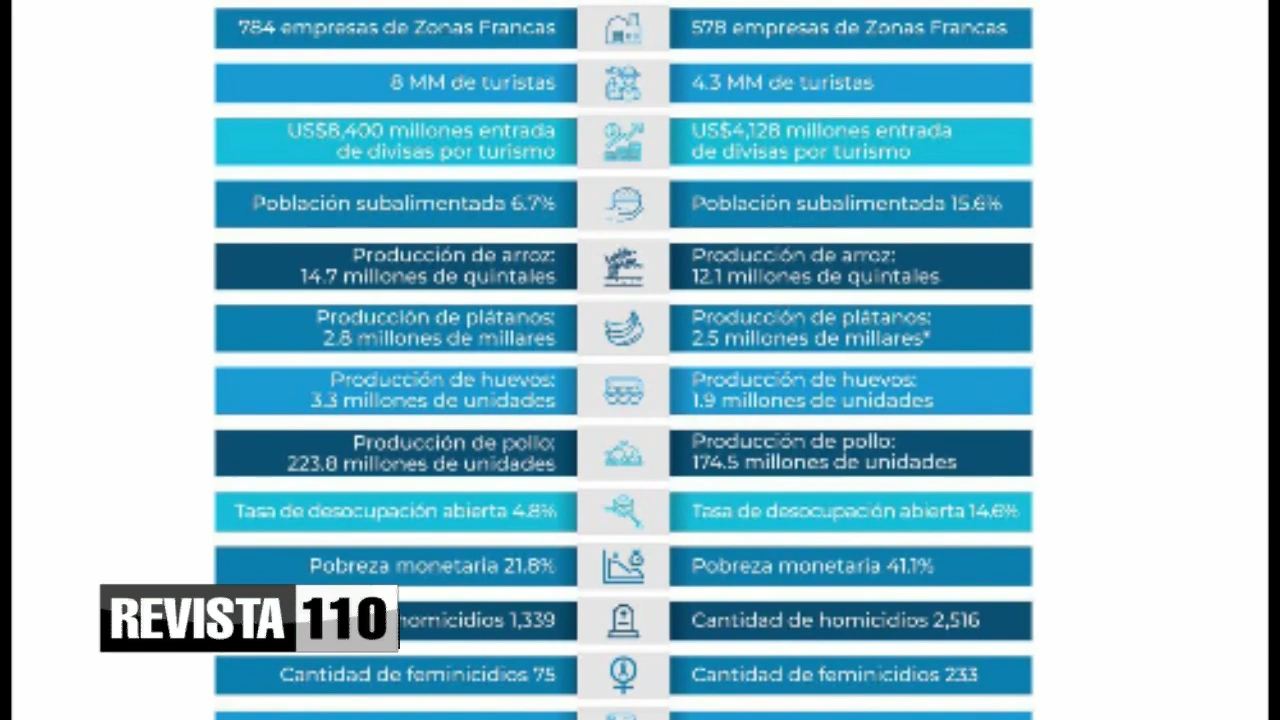 784 empresas de Zonas Francas
578 empresas de Zonas Francas
8 MM de turistas
4.3 MM de turistas
US$8,400 millones entrada
de divisas por turismo
US$4,128 millones entrada
de divisas por turismo
Población subalimentada 6.7%
Población subalimentada 15.6%
Producción de arroz:
14.7 millones de quintales
Producción de arroz:
12.1 millones de quintales
Producción de plátanos:
2.8 millones de millares
Producción de plátanos:
2.5 millones de millares*
Producción de huevos:
3.3 millones de unidades
Producción de huevos:
1.9 millones de unidades
Producción de pollo:
223.8 millones de unidades
Producción de pollo:
174.5 millones de unidades
Tasa de desocupación abierta 4.8%
Tasa de desocupación abierta 14.6%
Pobreza monetaria 21.8%
Pobreza monetaria 41.1%
homicidios 1,339
Cantidad de homicidios 2,516
REVISTA 110
Cantidad de feminicidios 75
Cantidad de feminicidios 233